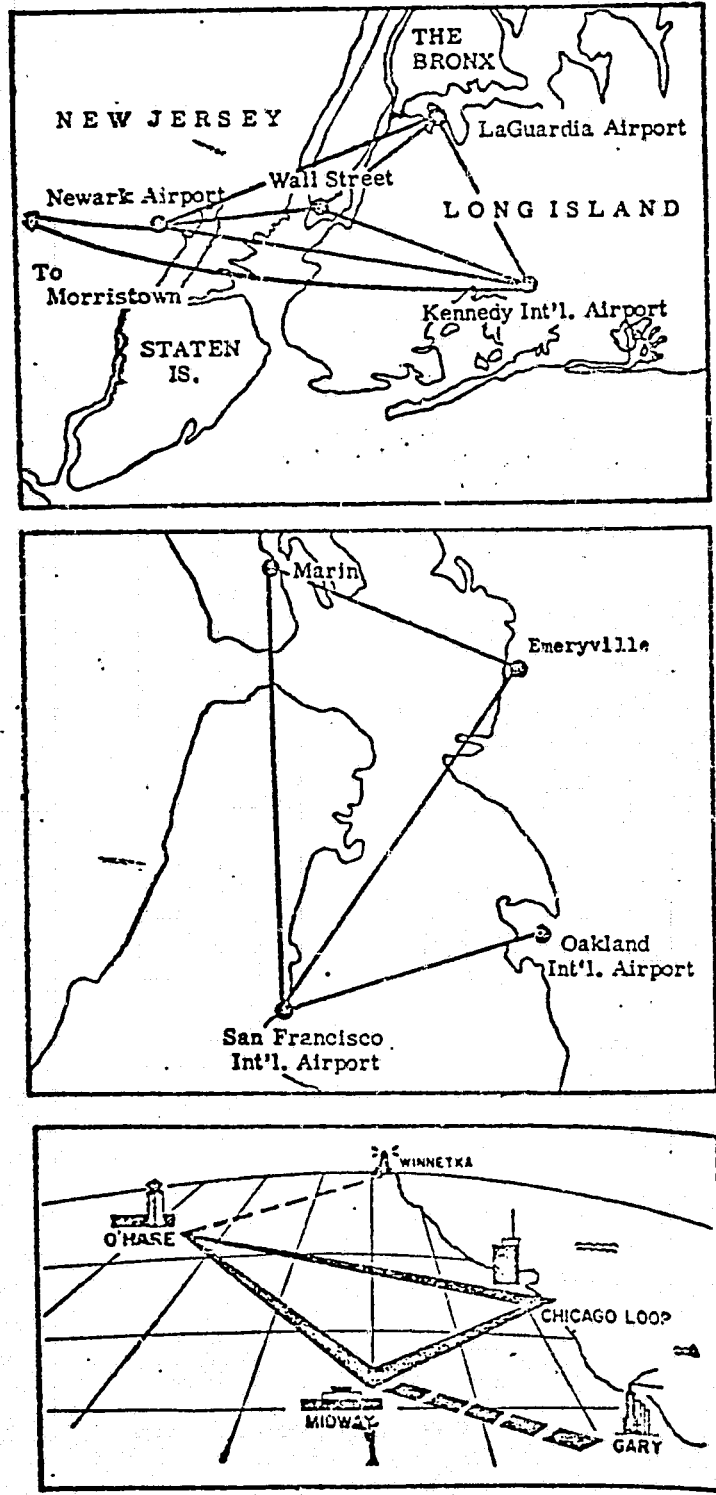 THE
BRONX
NEW JERSEY
LaGuardia Airport
Wall Street
Newark Airport
LONG ISLAND
To
Morristown
Kennedy Int'l. Airport
STATEN
IS.
Marin
Emeryville
Oakland
Int'l. Airport
San Francisco
Int'l. Airport
WINNETKA
O'HARE
CHICAGO LOOP
MIDWAY
GARY